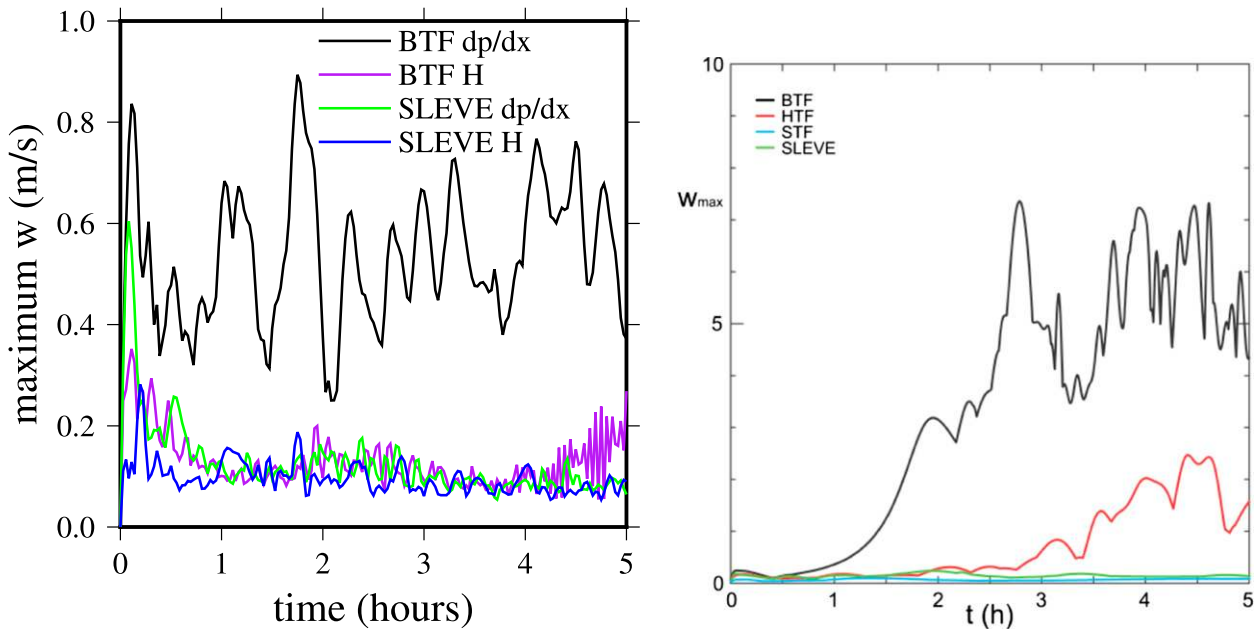 1.0
0.8
0.6
0.4
0.2
0.0
maximum w (m/s)
BTF dp/dx
BTF H
SLEVE dp/dx
SLEVE H
0 1 2 3 4 5
time (hours)
10
5
0
Wmax
BTF
HTF
STF
SLEVE
0 1 2 3 4 5
t (h)